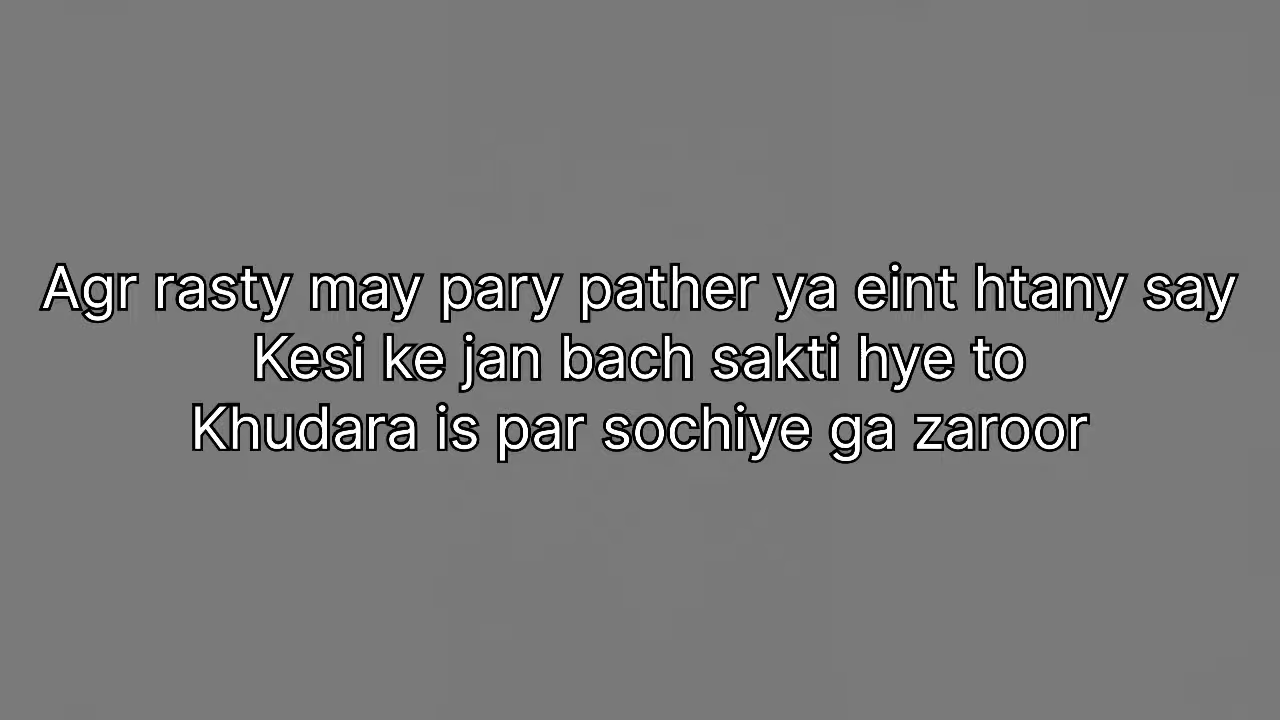 Agr rasty may pary pather ya eint htany say
Kesi ke jan bach sakti hye to
Khudara is par sochiye ga zaroor